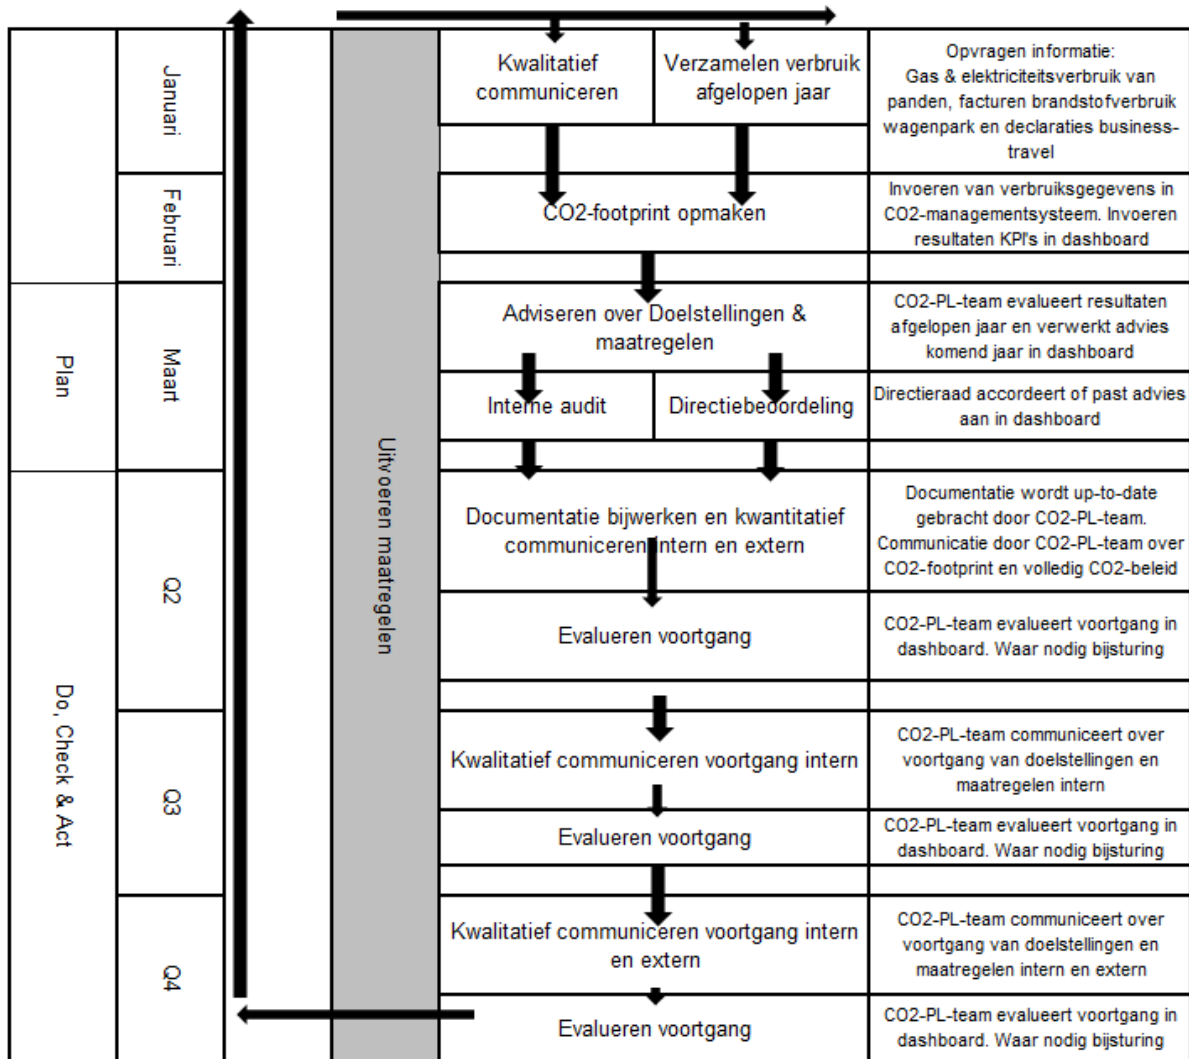 Januari
Kwalitatief
communiceren
Verzamelen verbruik
afgelopen jaar
Opvragen informatie:
Gas & elektriciteitsverbruik van
panden, facturen brandstofverbruik
wagenpark en declaraties business-
travel
Februari
CO2-footprint opmaken
Invoeren van verbruiksgegevens in
CO2-managementsysteem. Invoeren
resultaten KPI's in dashboard
Plan
Maart
Adviseren over Doelstellingen &
maatregelen
CO2-PL-team evalueert resultaten
afgelopen jaar en verwerkt advies
komend jaar in dashboard
Interne audit
Directiebeoordeling
Directieraad accordeert of past advies
aan in dashboard
Uitvoeren maatregelen
Do, Check & Act
Q2
Documentatie bijwerken en kwantitatief
communiceren intern en extern
Documentatie wordt up-to-date
gebracht door CO2-PL-team.
Communicatie door CO2-PL-team over
CO2-footprint en volledig CO2-beleid
Evalueren voortgang
CO2-PL-team evalueert voortgang in
dashboard. Waar nodig bijsturing
Q3
Kwalitatief communiceren voortgang intern
CO2-PL-team communiceert over
voortgang van doelstellingen en
maatregelen intern
Evalueren voortgang
CO2-PL-team evalueert voortgang in
dashboard. Waar nodig bijsturing
Q4
Kwalitatief communiceren voortgang intern
en extern
CO2-PL-team communiceert over
voortgang van doelstellingen en
maatregelen intern en extern
Evalueren voortgang
CO2-PL-team evalueert voortgang in
dashboard. Waar nodig bijsturing